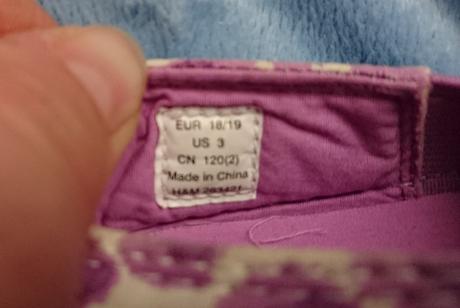 EUR 18/19
US 3
CN 120(2)
Made in China
H&M